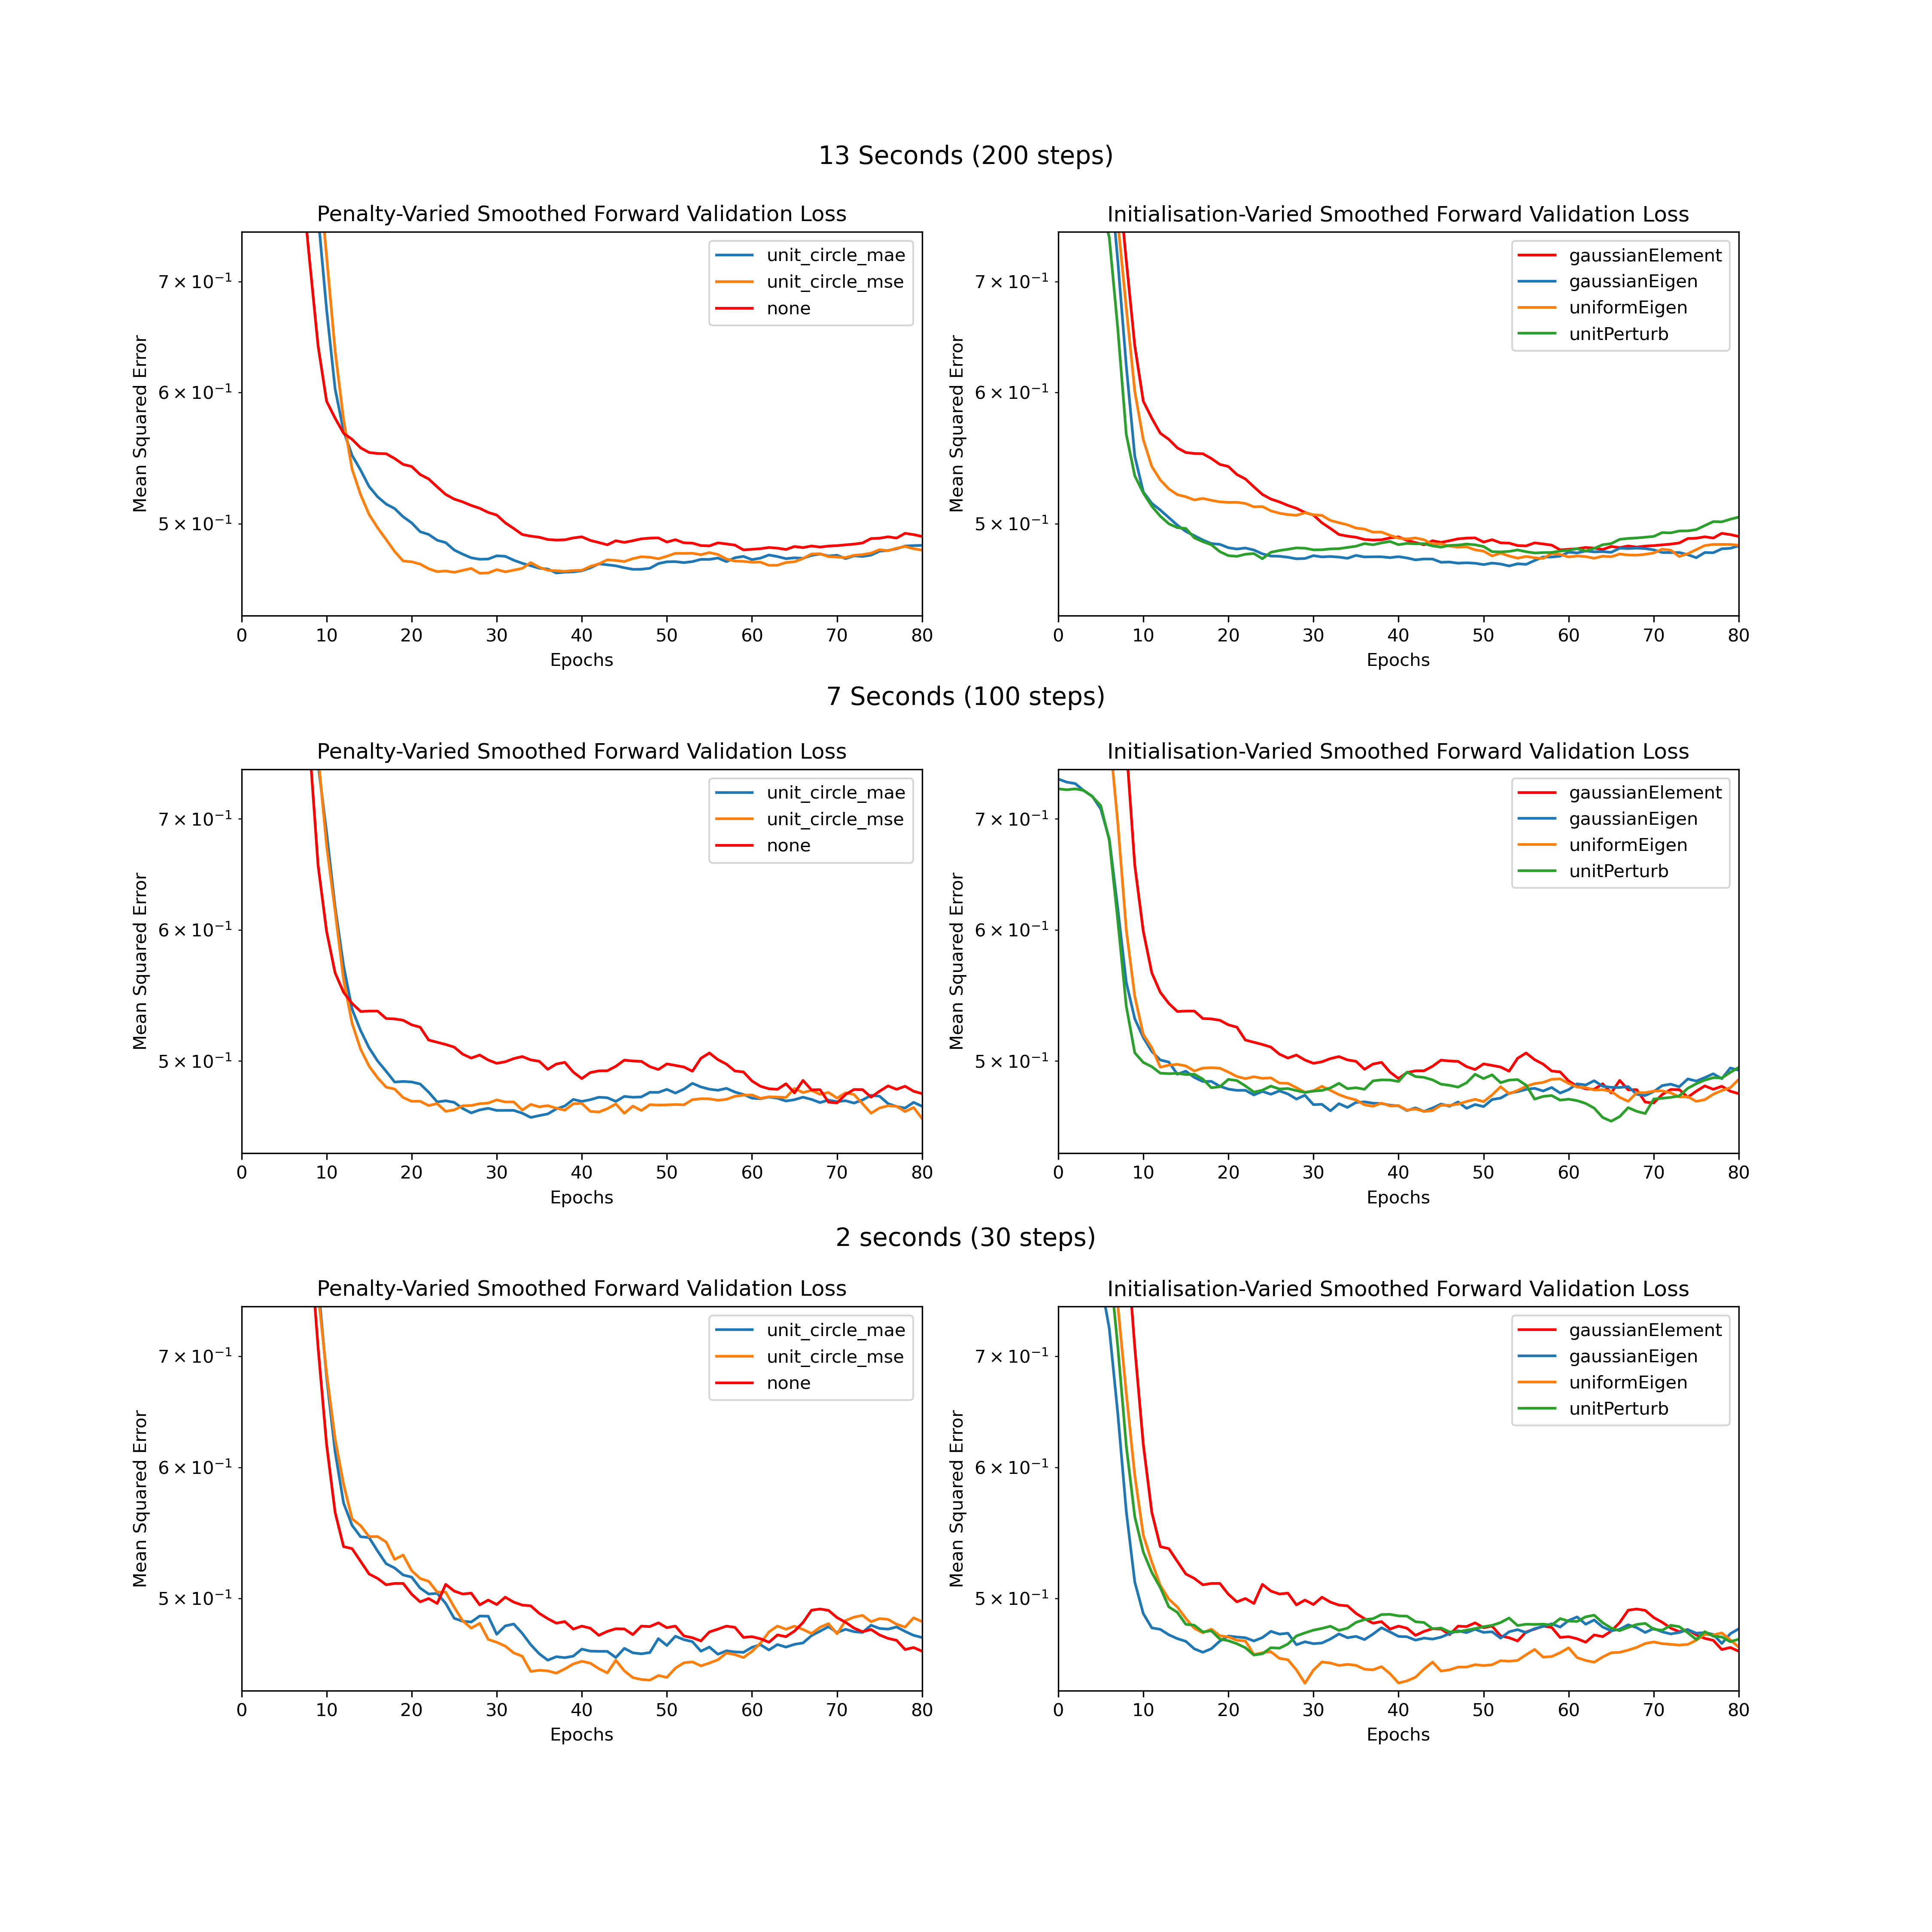 13 Seconds (200 steps)
Penalty-Varied Smoothed Forward Validation Loss
Mean Squared Error
7 × 10⁻¹
6 × 10⁻¹
5 × 10⁻¹
unit_circle_mae
unit_circle_mse
none
0 10 20 30 40 50 60 70 80
Epochs
Initialisation-Varied Smoothed Forward Validation Loss
Mean Squared Error
7 × 10⁻¹
6 × 10⁻¹
5 × 10⁻¹
gaussianElement
gaussianEigen
uniformEigen
unitPerturb
0 10 20 30 40 50 60 70 80
Epochs
7 Seconds (100 steps)
Penalty-Varied Smoothed Forward Validation Loss
Mean Squared Error
7 × 10⁻¹
6 × 10⁻¹
5 × 10⁻¹
unit_circle_mae
unit_circle_mse
none
0 10 20 30 40 50 60 70 80
Epochs
Initialisation-Varied Smoothed Forward Validation Loss
Mean Squared Error
7 × 10⁻¹
6 × 10⁻¹
5 × 10⁻¹
gaussianElement
gaussianEigen
uniformEigen
unitPerturb
0 10 20 30 40 50 60 70 80
Epochs
2 seconds (30 steps)
Penalty-Varied Smoothed Forward Validation Loss
Mean Squared Error
7 × 10⁻¹
6 × 10⁻¹
5 × 10⁻¹
unit_circle_mae
unit_circle_mse
none
0 10 20 30 40 50 60 70 80
Epochs
Initialisation-Varied Smoothed Forward Validation Loss
Mean Squared Error
7 × 10⁻¹
6 × 10⁻¹
5 × 10⁻¹
gaussianElement
gaussianEigen
uniformEigen
unitPerturb
0 10 20 30 40 50 60 70 80
Epochs